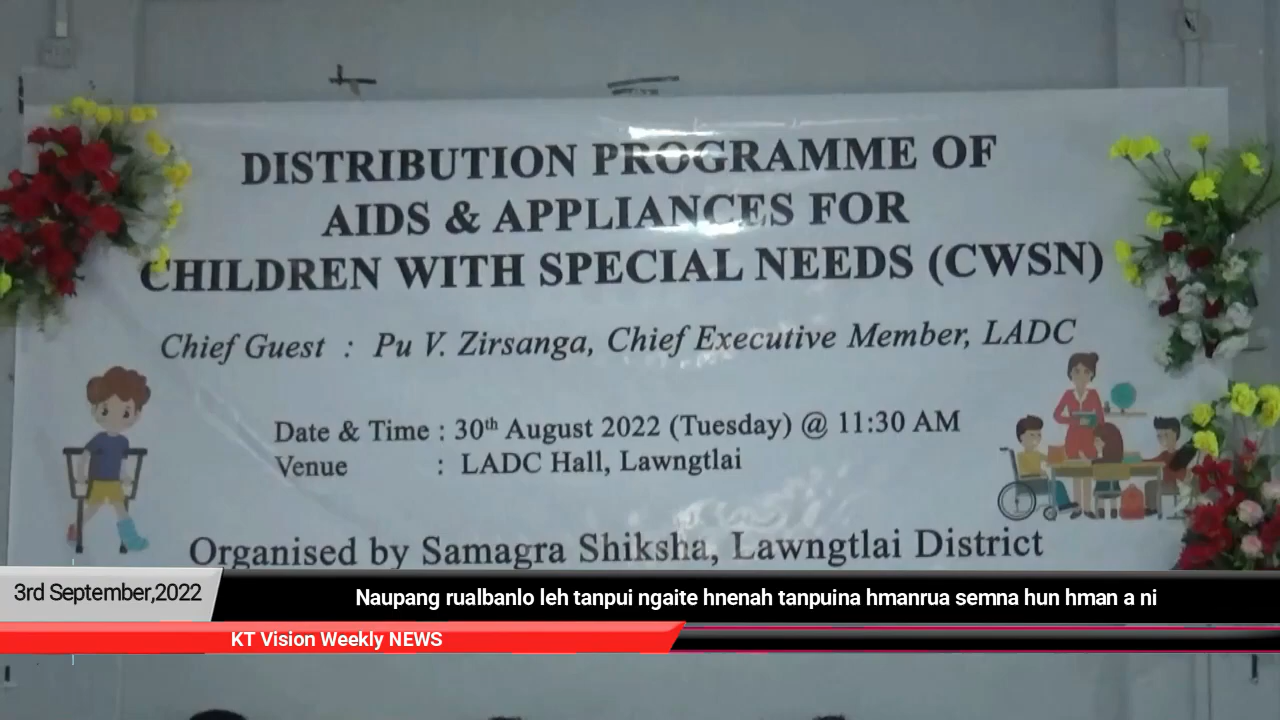 DISTRIBUTION PROGRAMME OF
AIDS & APPLIANCES FOR
CHILDREN WITH SPECIAL NEEDS (CWSN)
Chief Guest : Pu V. Zirsanga, Chief Executive Member, LADC
Date & Time : 30th August 2022 (Tuesday) @ 11:30 AM
Venue : LADC Hall, Lawngtlai
Organised by Samagra Shiksha, Lawngtlai District
3rd September,2022
Naupang rualbanlo leh tanpui ngaite hnenah tanpuina hmanrua semna hun hman a ni
KT Vision Weekly NEWS